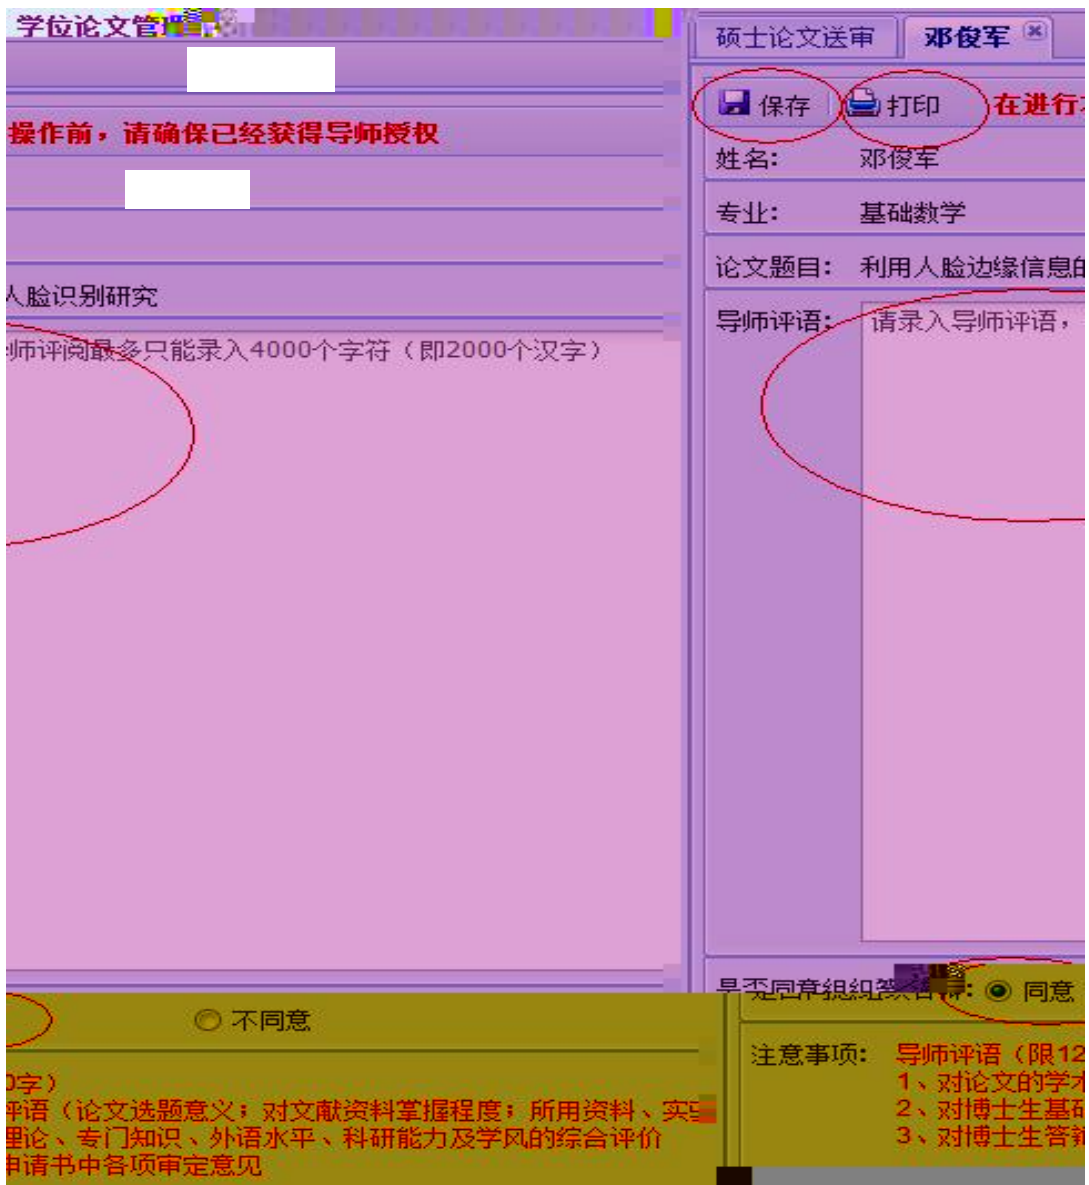 学位论文管理
操作前，请确保已经获得导师授权
人脸识别研究
师评阅最多只能录入4000个字符（即2000个汉字）
不同意
0字）
评语（论文选题意义；对文献资料掌握程度；所用资料、实
理论、专门知识、外语水平、科研能力及学风的综合评价
申请书中各项审定意见
硕士论文送审 邓俊军
保存 打印 在进行
姓名: 邓俊军
专业: 基础数学
论文题目: 利用人脸边缘信息的
导师评语: 请录入导师评语，
是否同意组 同意
注意事项: 导师评语（限12
1、对论文的学术
2、对博士生基础
3、对博士生答辩